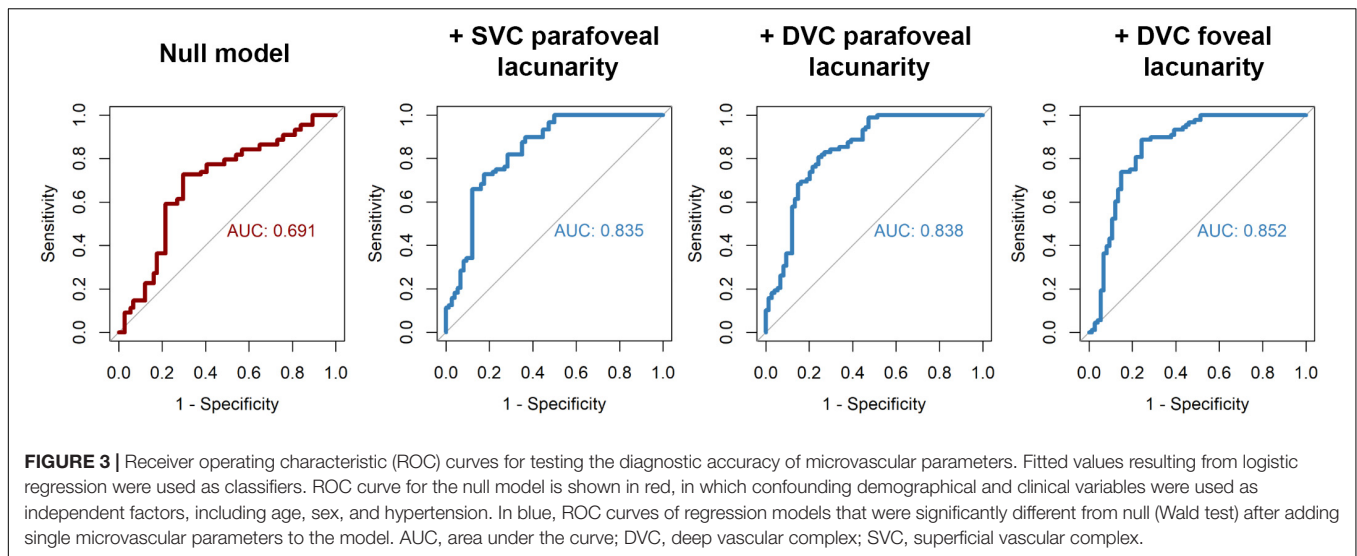 Null model
+ SVC parafoveal
lacunarity
+ DVC parafoveal
lacunarity
+ DVC foveal
lacunarity
Sensitivity
0.0 0.2 0.4 0.6 0.8 1.0
AUC: 0.691
0.0 0.2 0.4 0.6 0.8 1.0
1 - Specificity
Sensitivity
0.0 0.2 0.4 0.6 0.8 1.0
AUC: 0.835
0.0 0.2 0.4 0.6 0.8 1.0
1 - Specificity
Sensitivity
0.0 0.2 0.4 0.6 0.8 1.0
AUC: 0.838
0.0 0.2 0.4 0.6 0.8 1.0
1 - Specificity
Sensitivity
0.0 0.2 0.4 0.6 0.8 1.0
AUC: 0.852
0.0 0.2 0.4 0.6 0.8 1.0
1 - Specificity
FIGURE 3 | Receiver operating characteristic (ROC) curves for testing the diagnostic accuracy of microvascular parameters. Fitted values resulting from logistic
regression were used as classifiers. ROC curve for the null model is shown in red, in which confounding demographical and clinical variables were used as
independent factors, including age, sex, and hypertension. In blue, ROC curves of regression models that were significantly different from null (Wald test) after adding
single microvascular parameters to the model. AUC, area under the curve; DVC, deep vascular complex; SVC, superficial vascular complex.